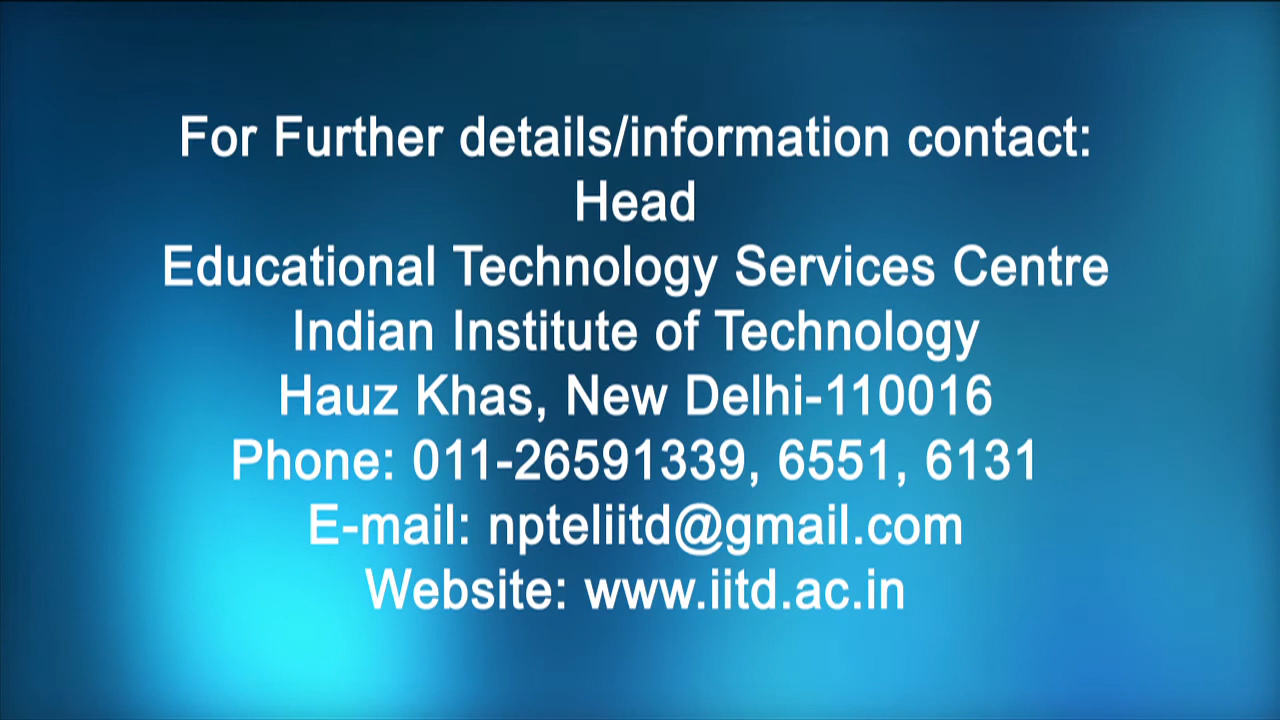 For Further details/information contact:
Head
Educational Technology Services Centre
Indian Institute of Technology
Hauz Khas, New Delhi-110016
Phone: 011-26591339, 6551, 6131
E-mail: npteliitd@gmail.com
Website: www.iitd.ac.in